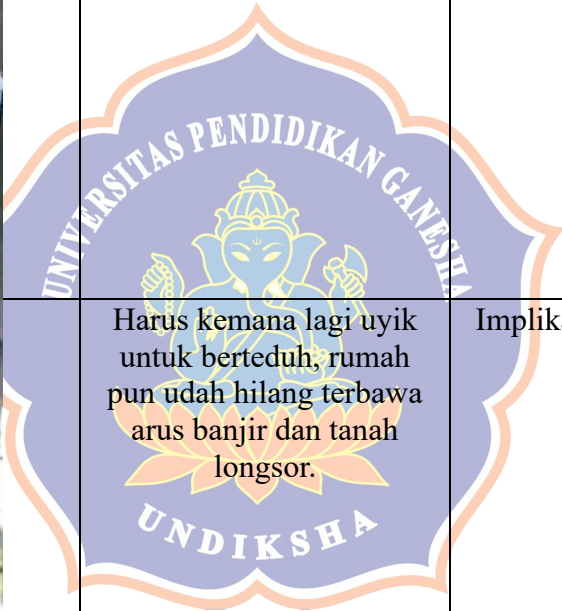 UNIVERSITAS PENDIDIKAN GANESHA
Harus kemana lagi uyik
untuk berteduh, rumah
pun udah hilang terbawa
arus banjir dan tanah
longsor.
UNDIKSHA